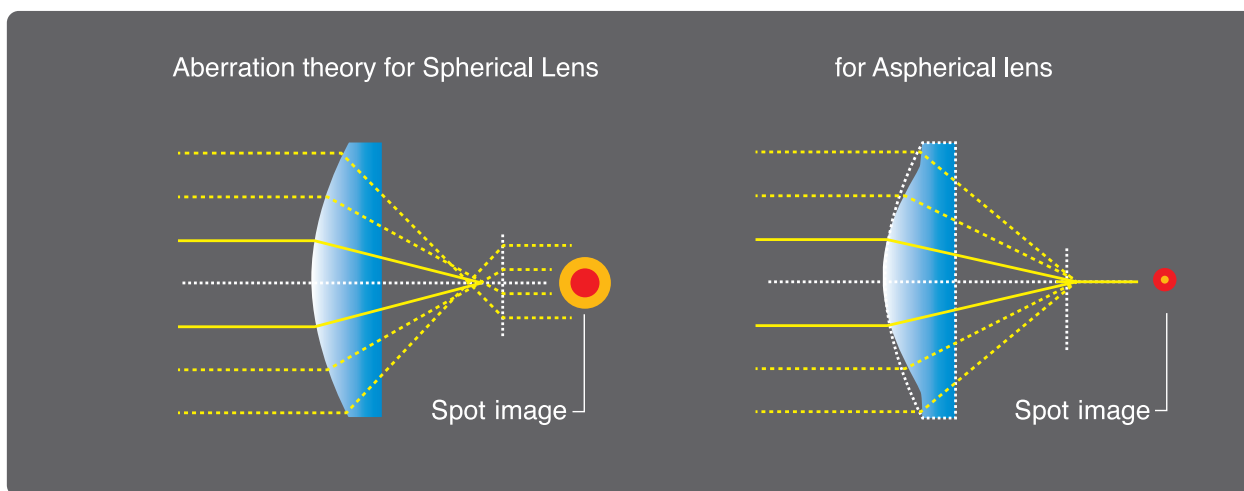 Aberration theory for Spherical Lens
for Aspherical lens
Spot image
Spot image